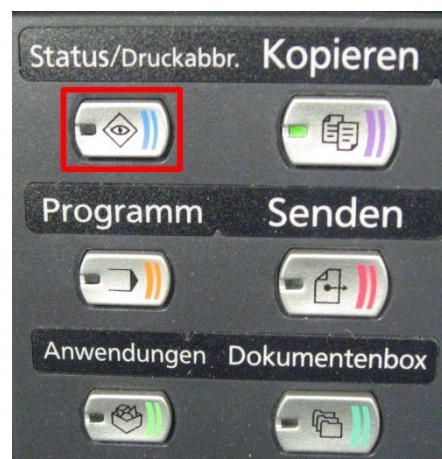 Status/Druckabbr. Kopieren
Programm Senden
Anwendungen Dokumentenbox